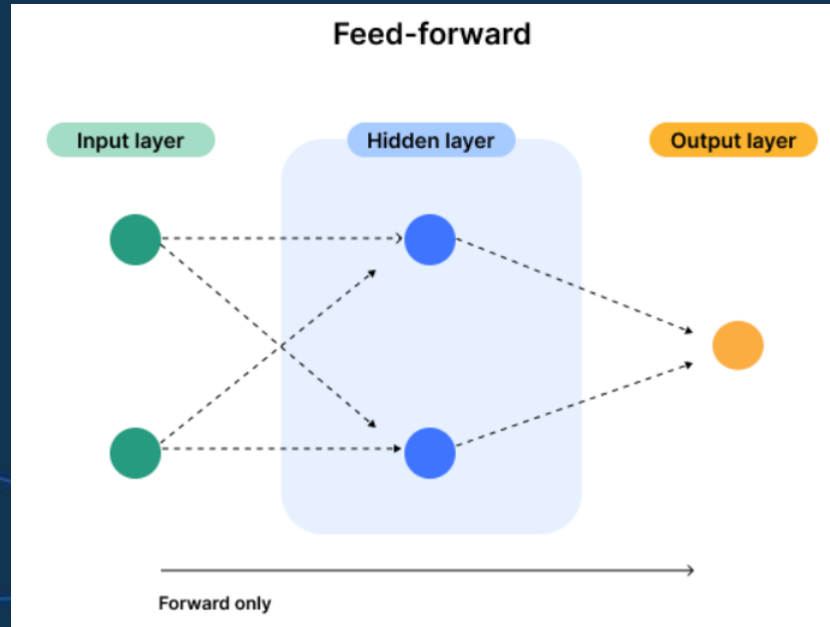 Feed-forward
Input layer
Hidden layer
Output layer
Forward only